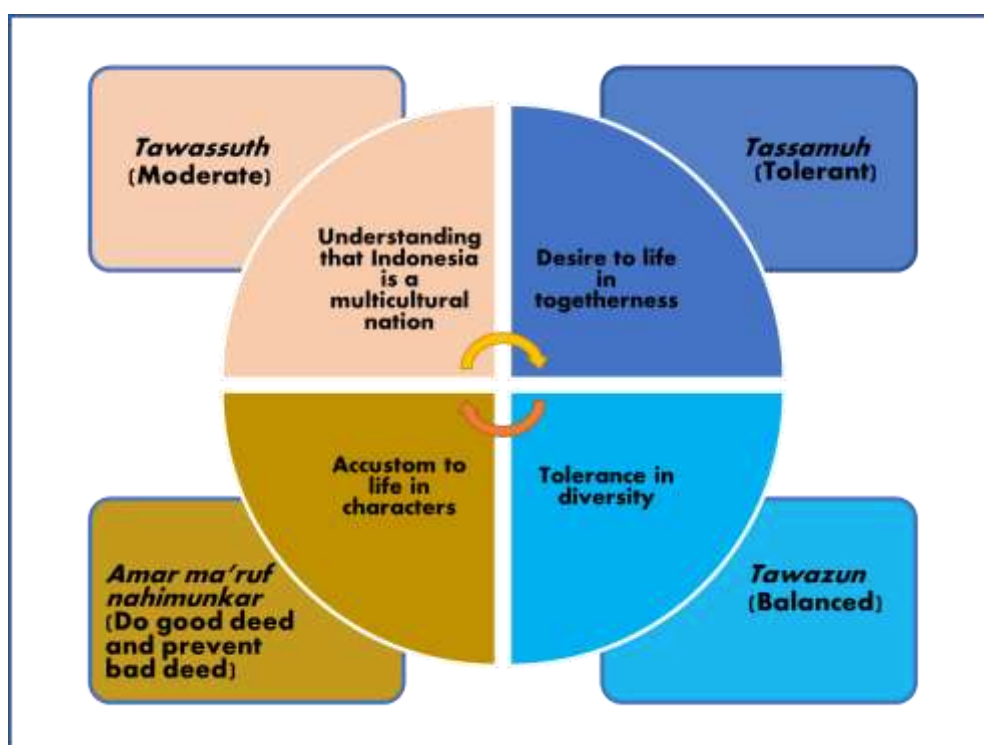 Tawassuth
(Moderate)
Understanding
that Indonesia
is a
multicultural
nation
Tassamuh
(Tolerant)
Desire to life
in
togetherness
Accustom to
life in
characters
Amar ma'ruf
nahimunkar
(Do good deed
and prevent
bad deed)
Tolerance in
diversity
Tawazun
(Balanced)